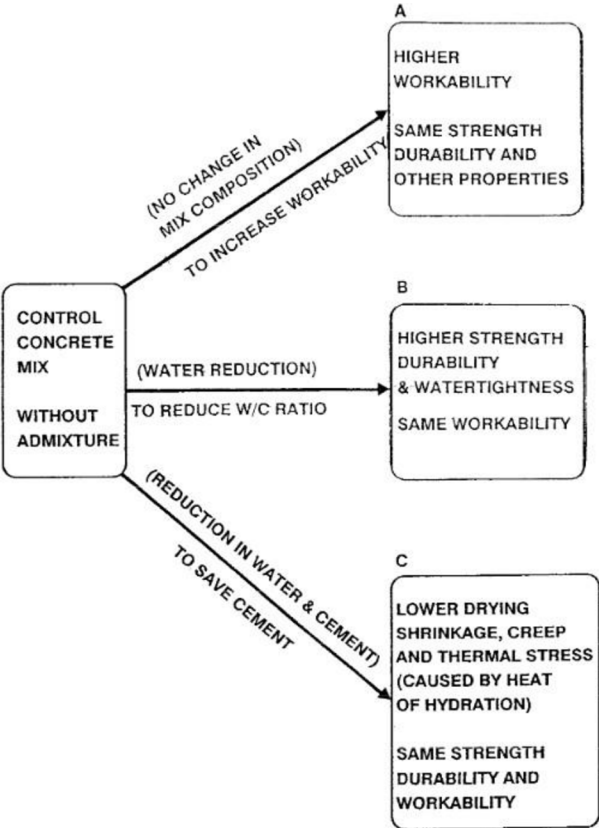 A
HIGHER
WORKABILITY
SAME STRENGTH
DURABILITY AND
OTHER PROPERTIES
(NO CHANGE IN
MIX COMPOSITION)
TO INCREASE WORKABILITY
CONTROL
CONCRETE
MIX
WITHOUT
ADMIXTURE
(WATER REDUCTION)
TO REDUCE W/C RATIO
B
HIGHER STRENGTH
DURABILITY
& WATERTIGHTNESS
SAME WORKABILITY
(REDUCTION IN WATER & CEMENT)
TO SAVE CEMENT
C
LOWER DRYING
SHRINKAGE, CREEP
AND THERMAL STRESS
(CAUSED BY HEAT
OF HYDRATION)
SAME STRENGTH
DURABILITY AND
WORKABILITY